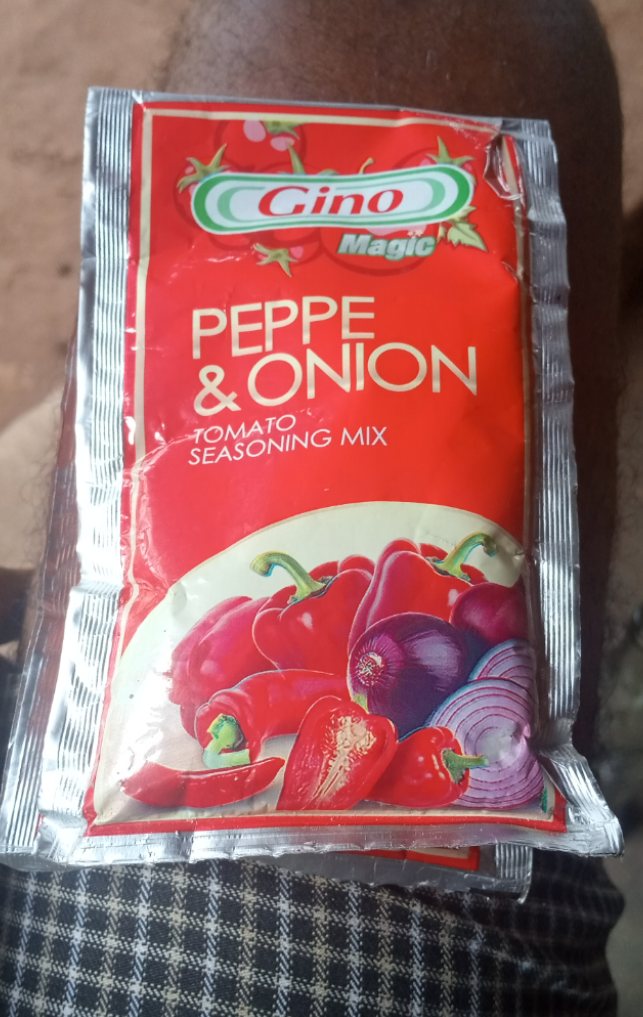 Gino
Magic
PEPPE
& ONION
TOMATO
SEASONING MIX